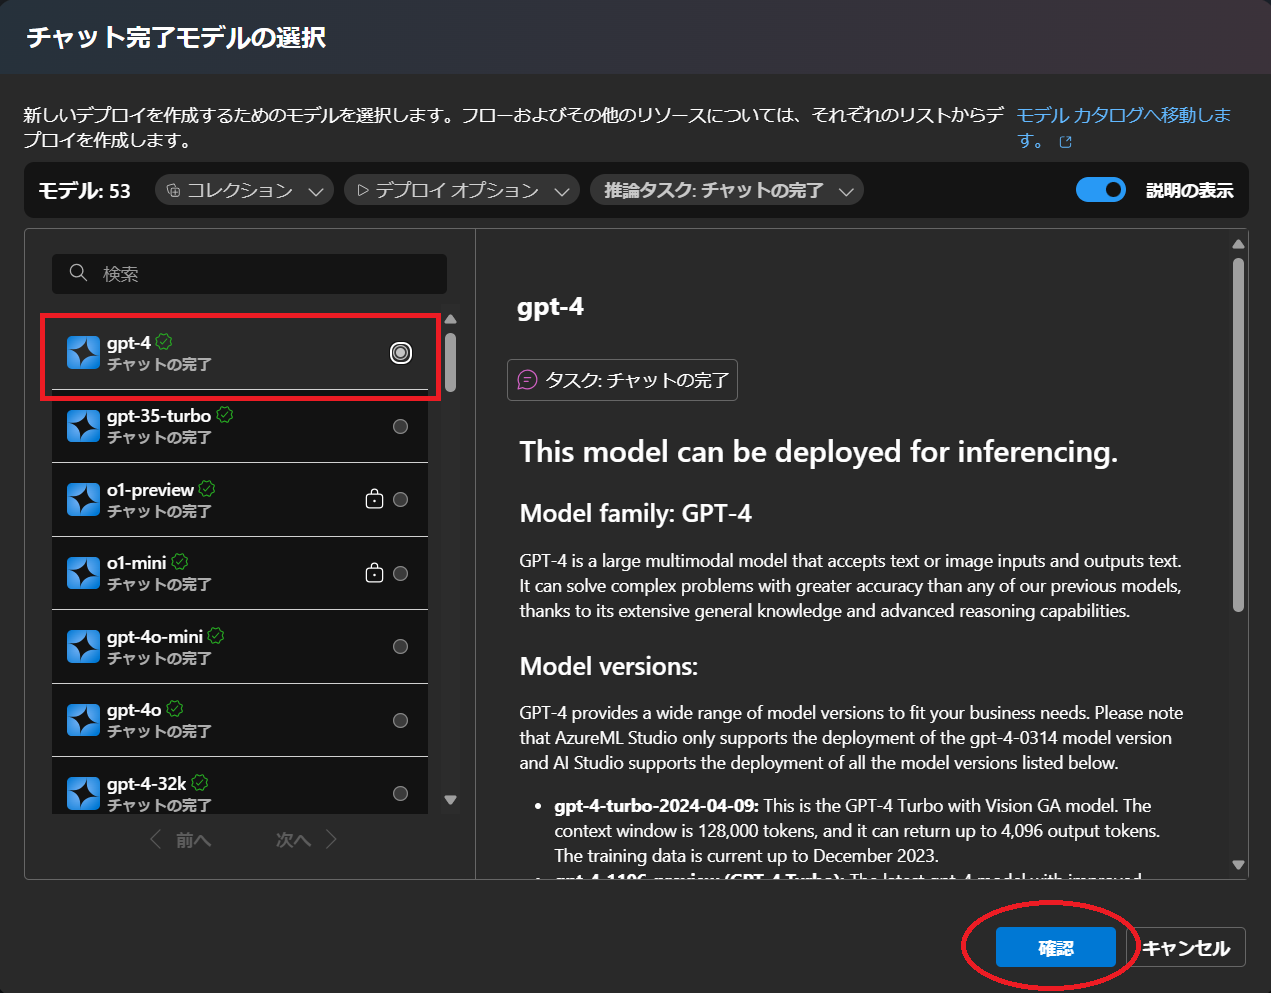 チャット完了モデルの選択
新しいデプロイを作成するためのモデルを選択します。フローおよびその他のリソースについては、それぞれのリストからデ
プロイを作成します。
モデル カタログへ移動しま
す。
モデル: 53
コレクション
デプロイ オプション
推論タスク: チャットの完了
説明の表示
検索
gpt-4
チャットの完了
gpt-35-turbo
チャットの完了
o1-preview
チャットの完了
o1-mini
チャットの完了
gpt-4o-mini
チャットの完了
gpt-4o
チャットの完了
gpt-4-32k
チャットの完了
前へ
次へ
gpt-4
タスク: チャットの完了
This model can be deployed for inferencing.
Model family: GPT-4
GPT-4 is a large multimodal model that accepts text or image inputs and outputs text.
It can solve complex problems with greater accuracy than any of our previous models,
thanks to its extensive general knowledge and advanced reasoning capabilities.
Model versions:
GPT-4 provides a wide range of model versions to fit your business needs. Please note
that AzureML Studio only supports the deployment of the gpt-4-0314 model version
and AI Studio supports the deployment of all the model versions listed below.
• gpt-4-turbo-2024-04-09: This is the GPT-4 Turbo with Vision GA model. The
context window is 128,000 tokens, and it can return up to 4,096 output tokens.
The training data is current up to December 2023.
• gpt-4-1106-preview (GPT-4 Turbo): The latest gpt-4 model with improved
確認
キャンセル